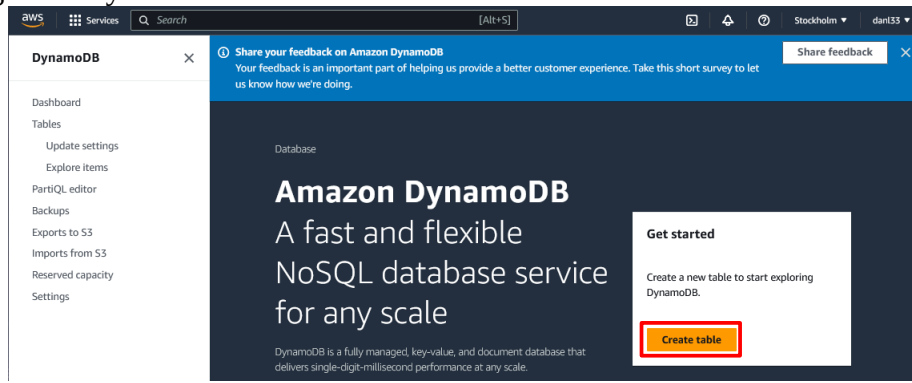 aws Services Search [Alt+S] Stockholm danl33
DynamoDB
Share your feedback on Amazon DynamoDB
Your feedback is an important part of helping us provide a better customer experience. Take this short survey to let
us know how we're doing.
Share feedback
Dashboard
Tables
Update settings
Explore items
PartiQL editor
Backups
Exports to S3
Imports from S3
Reserved capacity
Settings
Database
Amazon DynamoDB
A fast and flexible
NoSQL database service
for any scale
DynamoDB is a fully managed, key-value, and document database that
delivers single-digit-millisecond performance at any scale.
Get started
Create a new table to start exploring
DynamoDB.
Create table